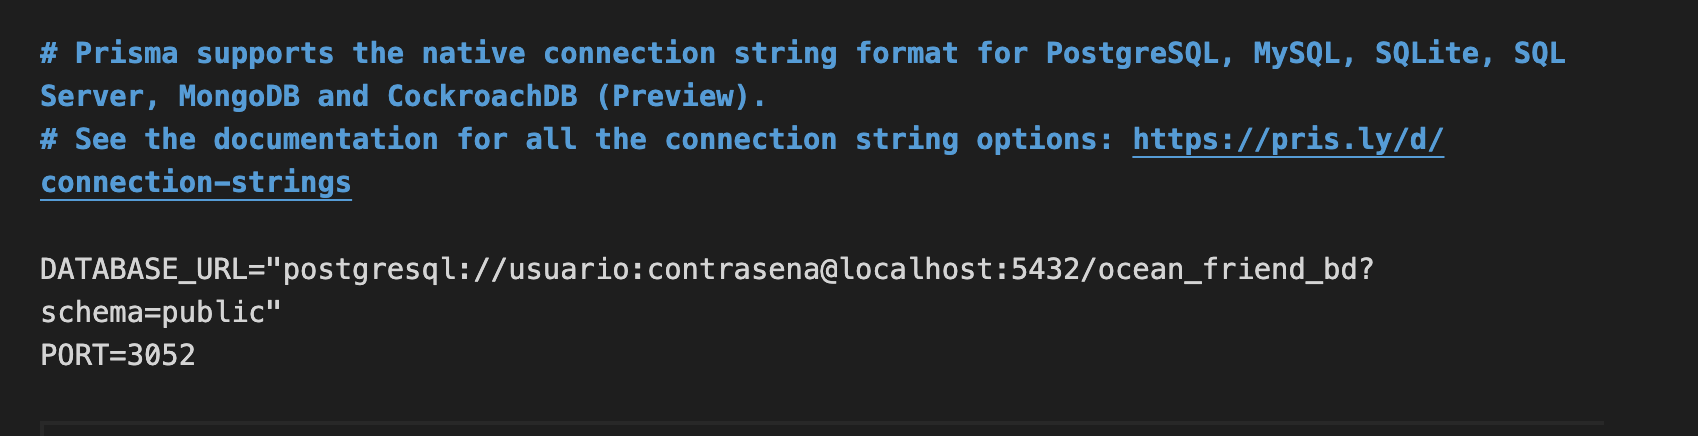 # Prisma supports the native connection string format for PostgreSQL, MySQL, SQLite, SQL
Server, MongoDB and CockroachDB (Preview).
# See the documentation for all the connection string options: https://pris.ly/d/
connection-strings
DATABASE_URL="postgresql://usuario:contrasena@localhost:5432/ocean_friend_bd?
schema=public"
PORT=3052